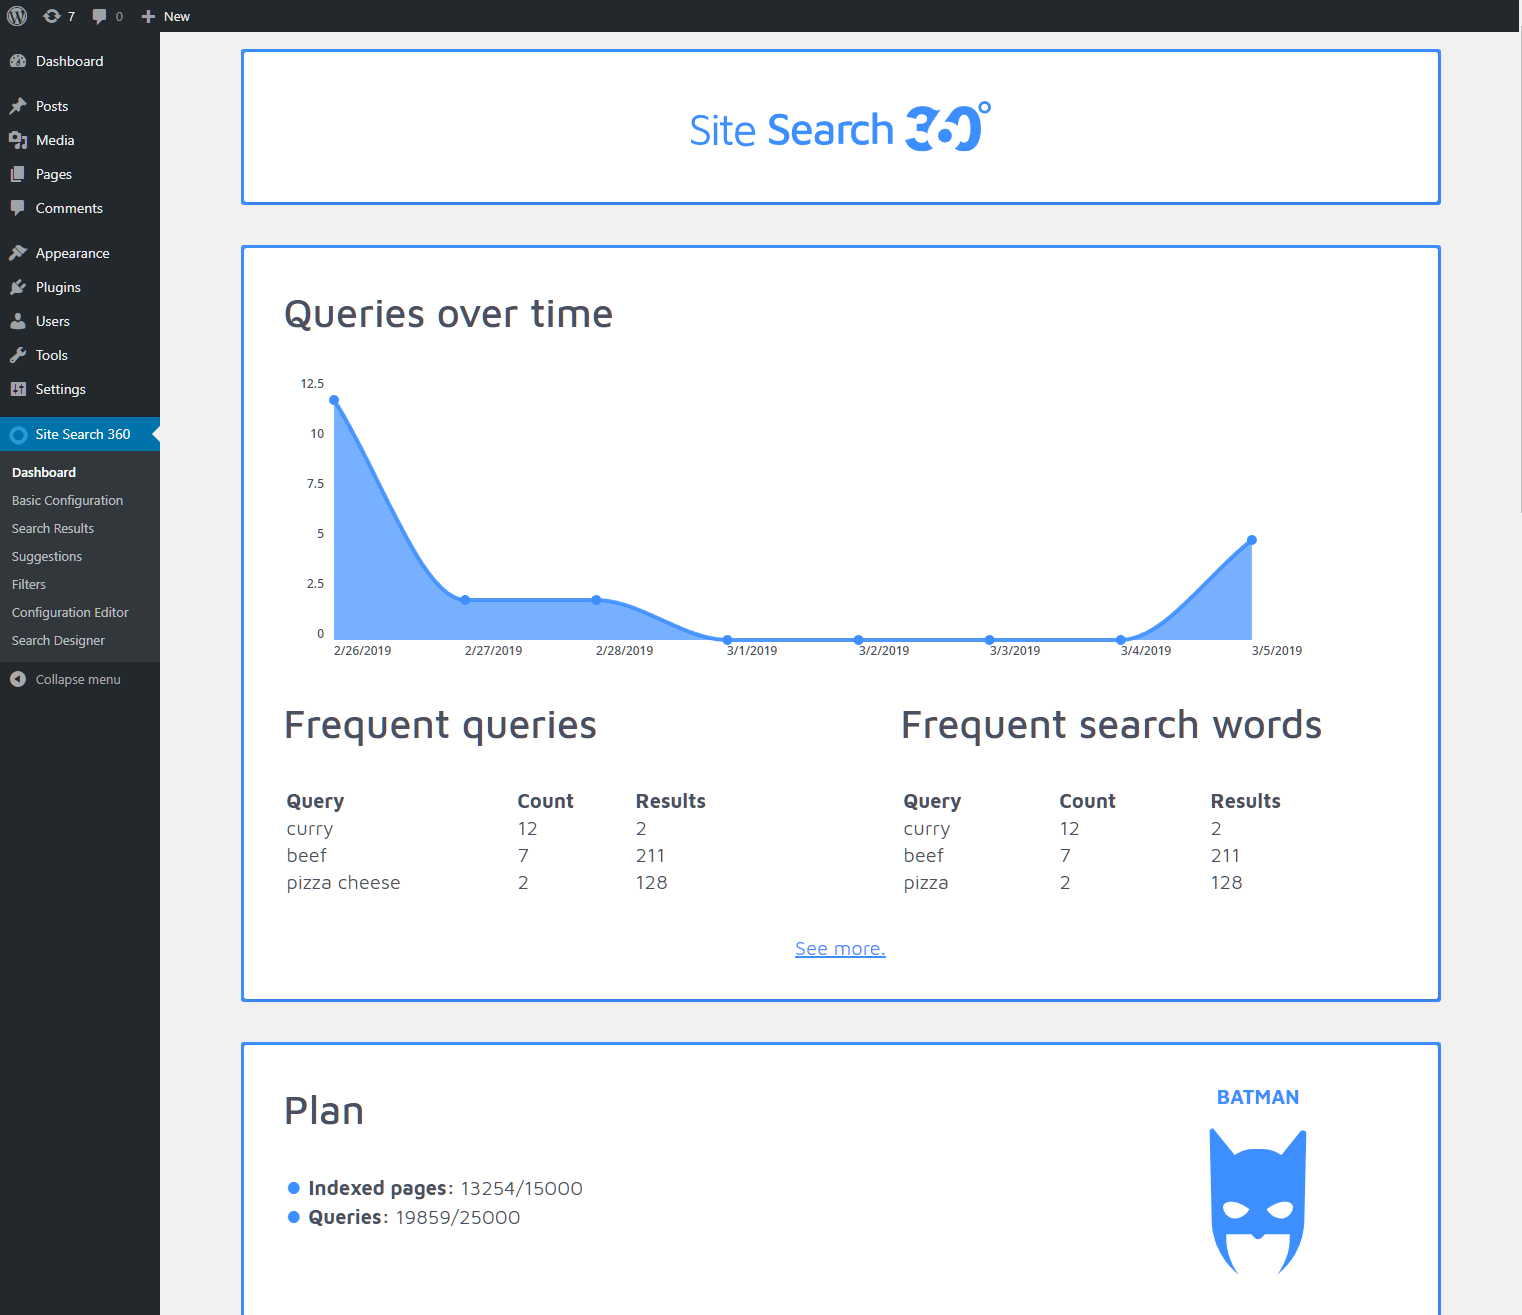 7 0 New
Dashboard
Posts
Media
Pages
Comments
Appearance
Plugins
Users
Tools
Settings
Site Search 360
Dashboard
Basic Configuration
Search Results
Suggestions
Filters
Configuration Editor
Search Designer
Collapse menu
Site Search 360°
Queries over time
12.5
10
7.5
5
2.5
0
2/26/2019 2/27/2019 2/28/2019 3/1/2019 3/2/2019 3/3/2019 3/4/2019 3/5/2019
Frequent queries
Query Count Results
curry 12 2
beef 7 211
pizza cheese 2 128
Frequent search words
Query Count Results
curry 12 2
beef 7 211
pizza 2 128
See more.
Plan
Indexed pages: 13254/15000
Queries: 19859/25000
BATMAN